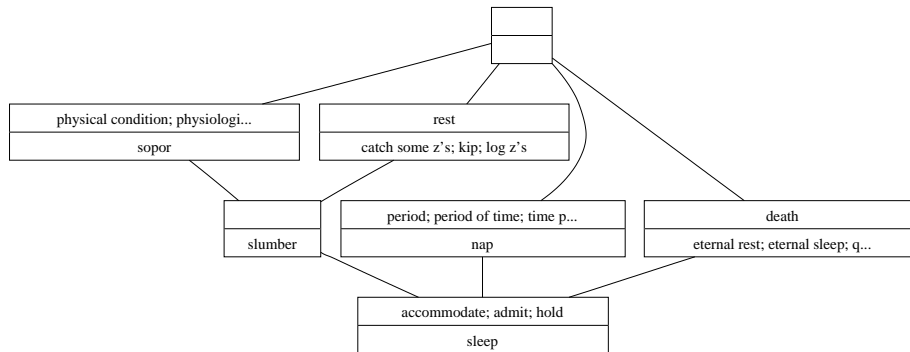 physical condition; physiologi...
sopor
rest
catch some z's; kip; log z's
slumber
period; period of time; time p...
nap
death
eternal rest; eternal sleep; q...
accommodate; admit; hold
sleep